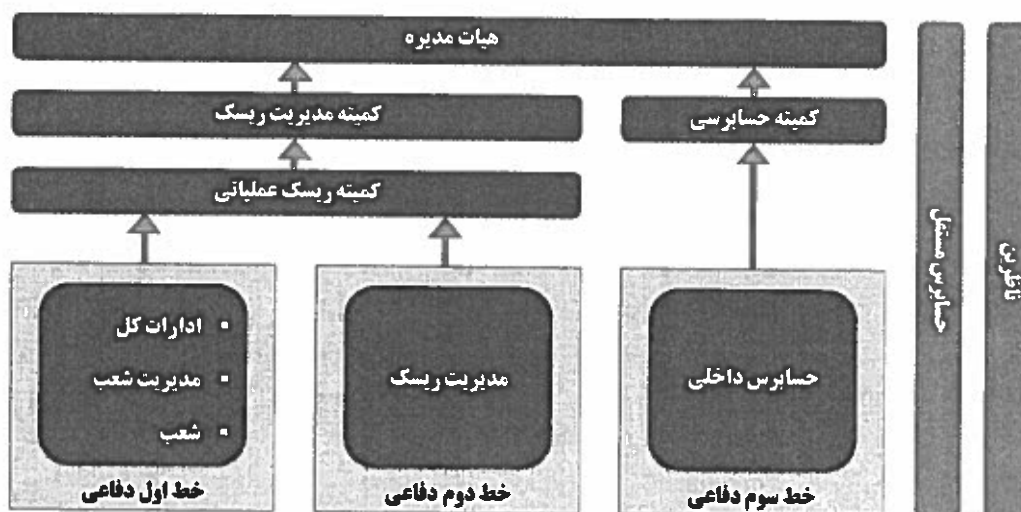 هیات مدیره
کمیته مدیریت ریسک
کمیته حسابرسی
کمیته ریسک عملیاتی
▪ ادارات کل
▪ مدیریت شعب
▪ شعب
خط اول دفاعی
مدیریت ریسک
خط دوم دفاعی
حسابرس داخلی
خط سوم دفاعی
حسابرس مستقل
ناظرین